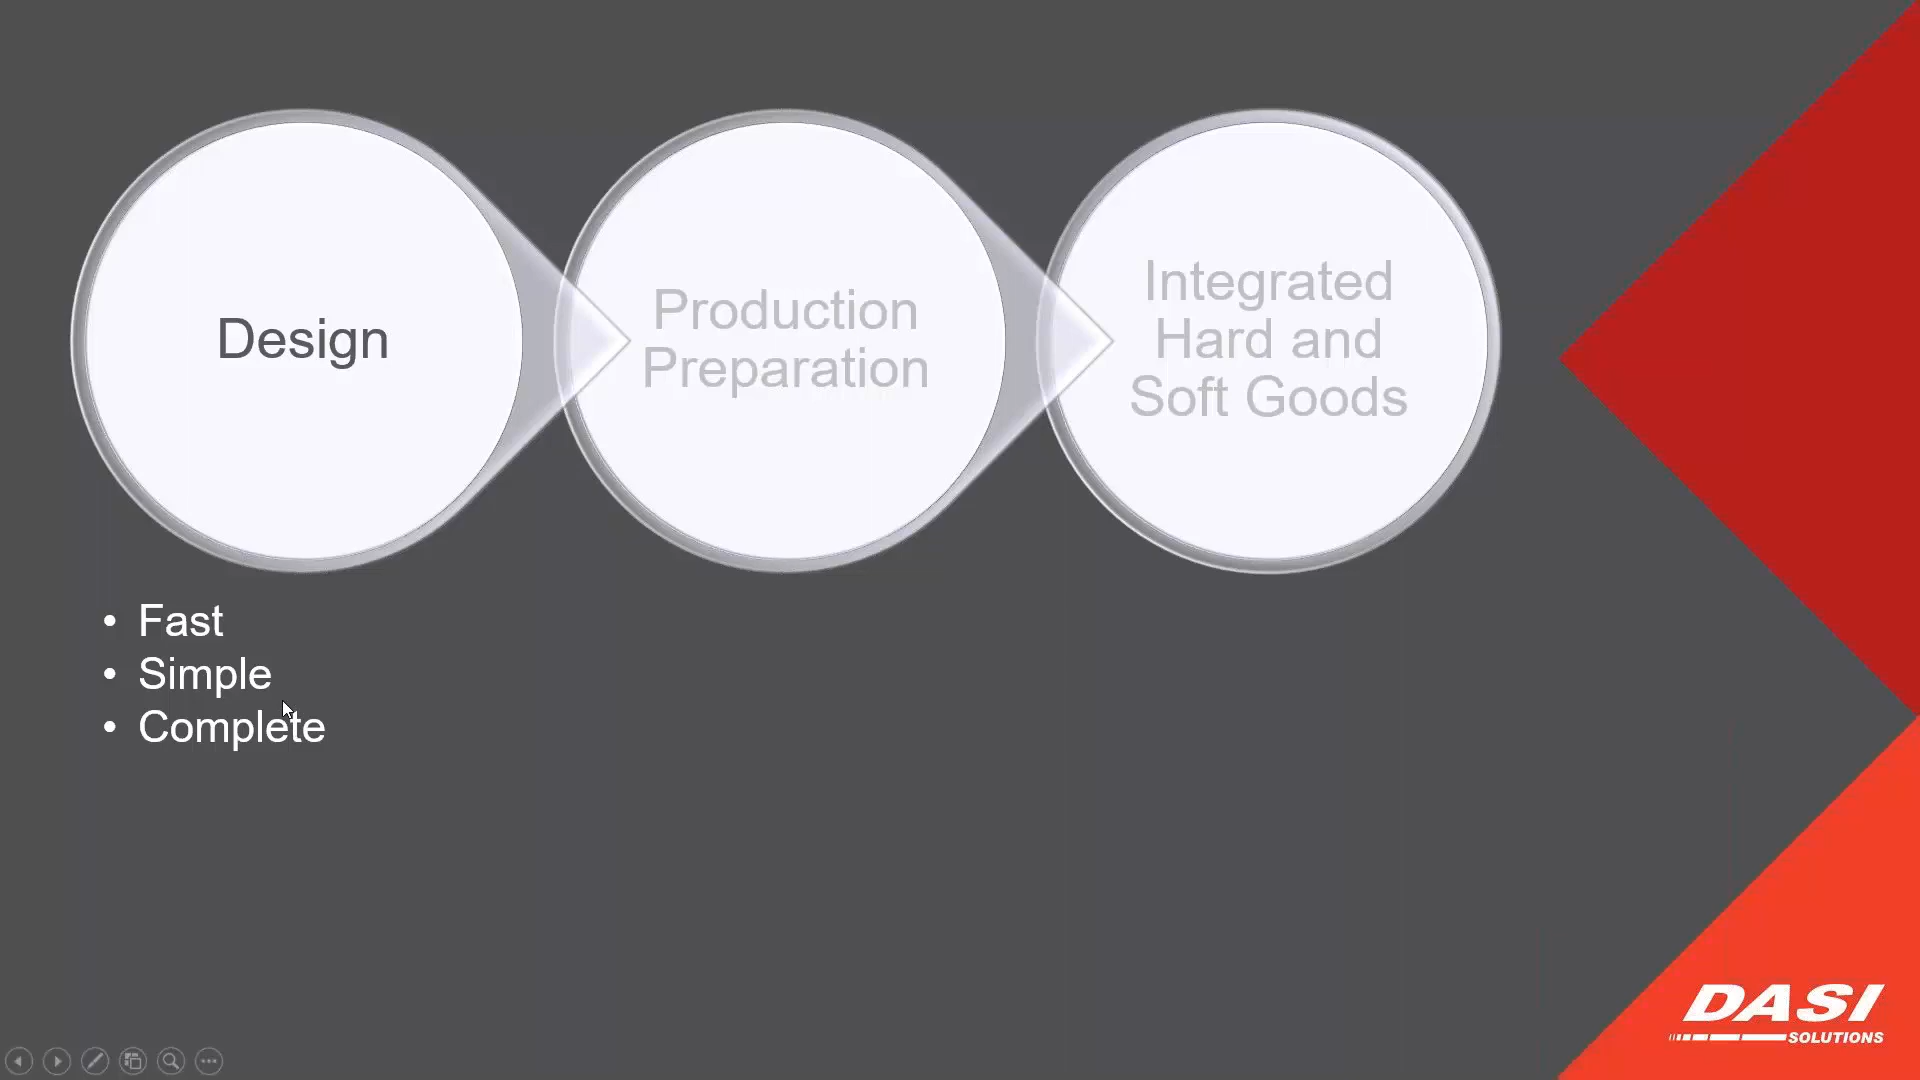 Design
Production
Preparation
Integrated
Hard and
Soft Goods
• Fast
• Simple
• Complete
DASI
SOLUTIONS